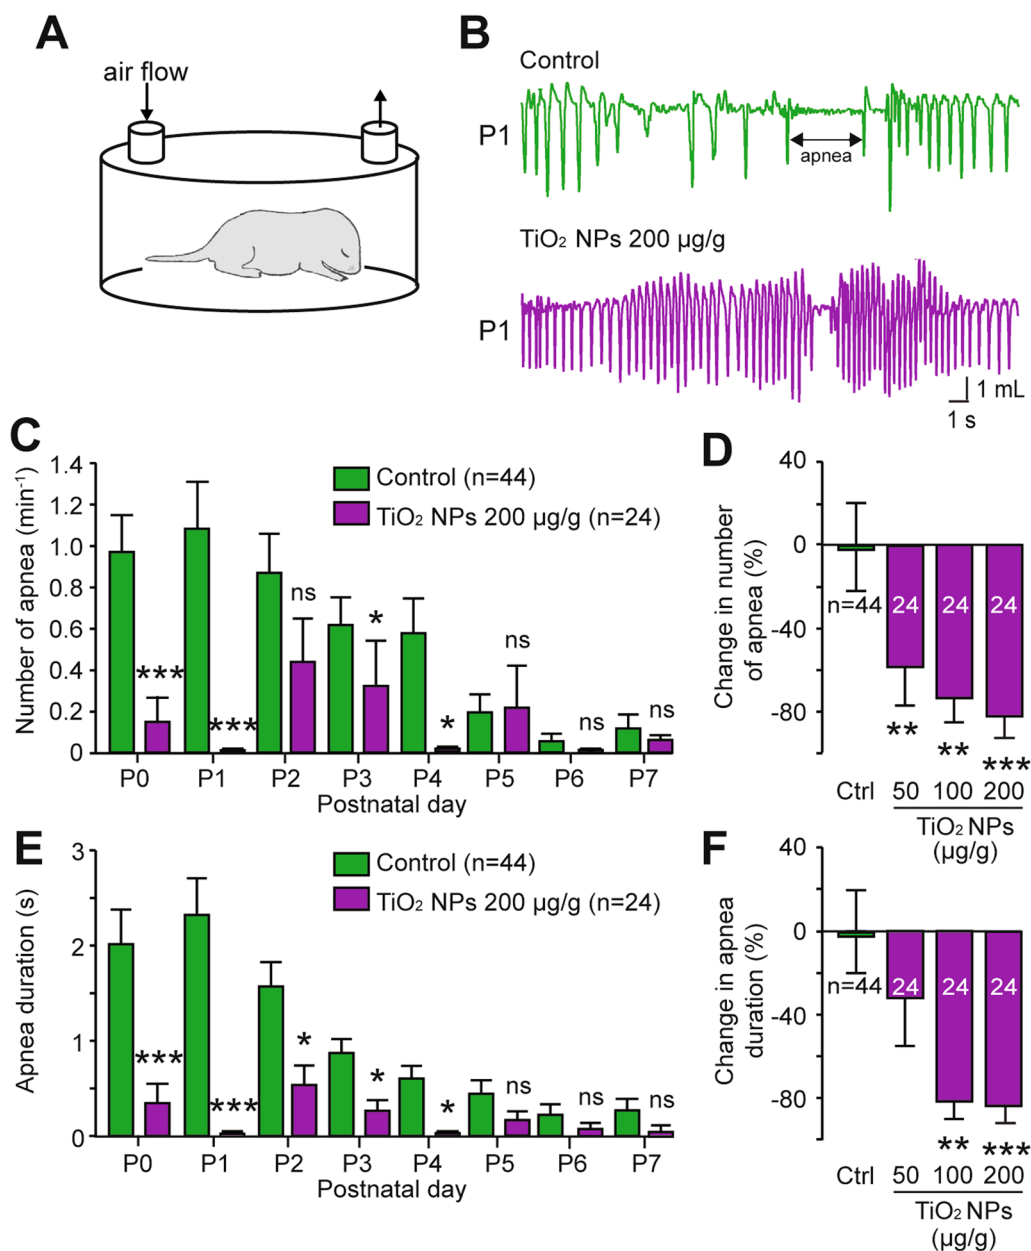 A
air flow
B
Control
P1
apnea
TiO₂ NPs 200 µg/g
P1
1 mL
1 s
C
Number of apnea (min⁻¹)
1.4
1.2
1.0
0.8
0.6
0.4
0.2
0
Control (n=44)
TiO₂ NPs 200 µg/g (n=24)
*** *** ns * * ns ns ns
P0 P1 P2 P3 P4 P5 P6 P7
Postnatal day
D
Change in number
of apnea (%)
40
0
-40
-80
n=44 24 24 24
** ** ***
Ctrl 50 100 200
TiO₂ NPs
(µg/g)
E
Apnea duration (s)
3
2
1
0
Control (n=44)
TiO₂ NPs 200 µg/g (n=24)
*** *** * * * ns ns ns
P0 P1 P2 P3 P4 P5 P6 P7
Postnatal day
F
Change in apnea
duration (%)
40
0
-40
-80
n=44 24 24 24
** ***
Ctrl 50 100 200
TiO₂ NPs
(µg/g)